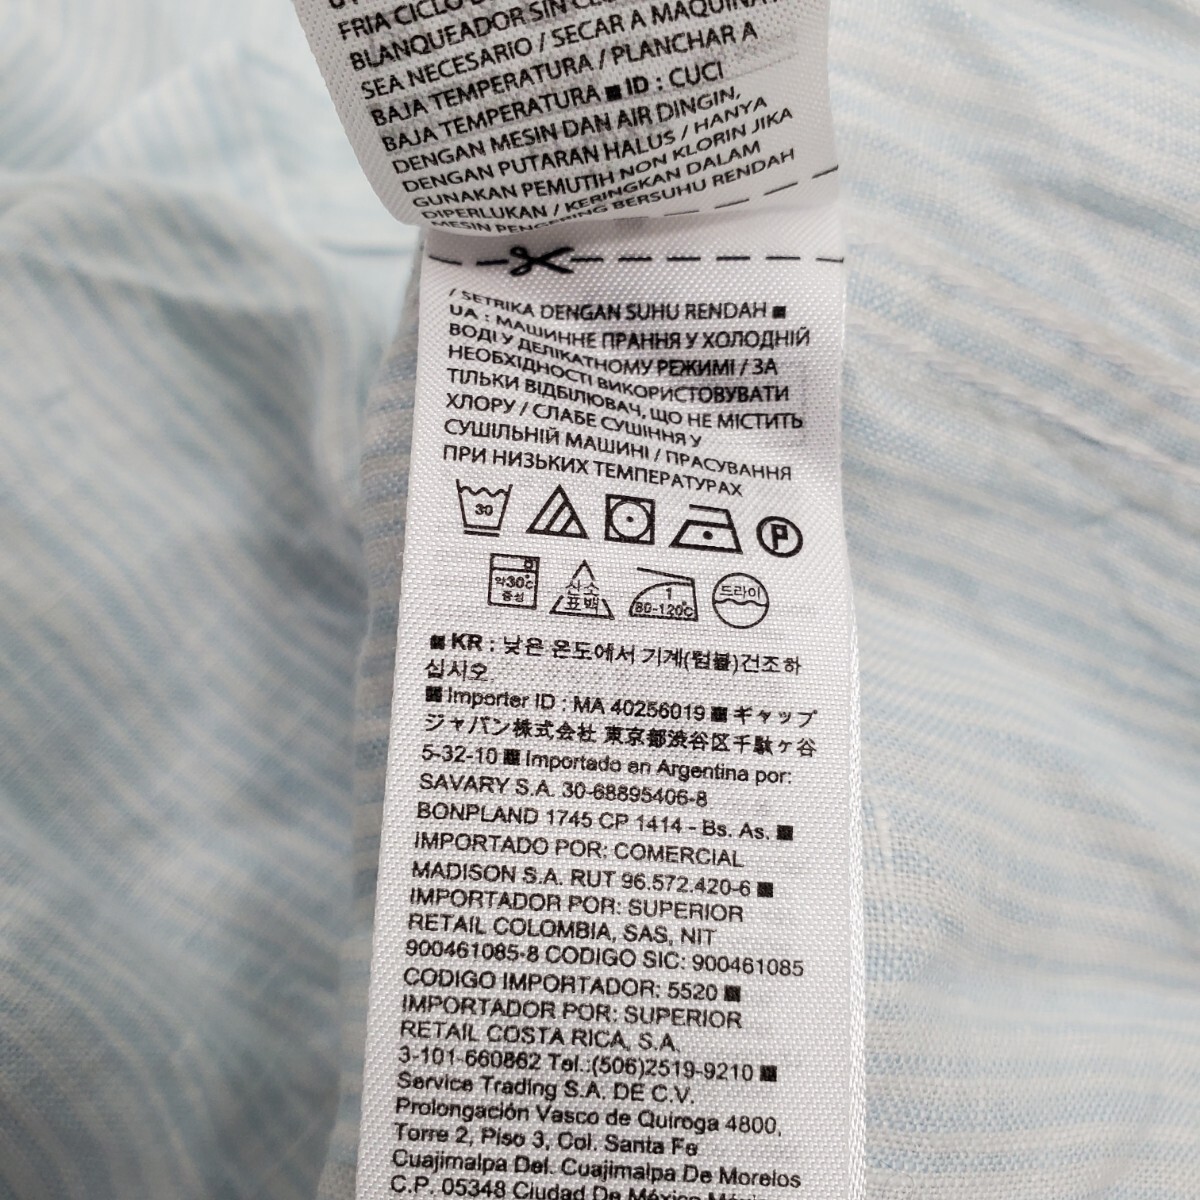 FRIA CICLO
BLANQUEADOR SIN
SEA NECESARIO / SECAR A MAQUINA
BAJA TEMPERATURA / PLANCHAR A
BAJA TEMPERATURA ■ ID : CUCI
DENGAN MESIN DAN AIR DINGIN,
DENGAN PUTARAN HALUS / HANYA
GUNAKAN PEMUTIH NON KLORIN JIKA
DIPERLUKAN / KERINGKAN DALAM
MESIN PENGERING BERSUHU RENDAH
/ SETRIKA DENGAN SUHU RENDAH ■
UA : МАШИННЕ ПРАННЯ У ХОЛОДНІЙ
ВОДІ У ДЕЛІКАТНОМУ РЕЖИМІ / ЗА
НЕОБХІДНОСТІ ВИКОРИСТОВУВАТИ
ТІЛЬКИ ВІДБІЛЮВАЧ, ЩО НЕ МІСТИТЬ
ХЛОРУ / СЛАБЕ СУШІННЯ У
СУШІЛЬНІЙ МАШИНІ / ПРАСУВАННЯ
ПРИ НИЗЬКИХ ТЕМПЕРАТУРАХ
30 P
약30°c 산소 1 드라이
중성 표백 80-120°c
■ KR : 낮은 온도에서 기계(텀블)건조하
십시오.
■ Importer ID : MA 40256019 ■ ギャップ
ジャパン株式会社 東京都渋谷区千駄ヶ谷
5-32-10 ■ Importado en Argentina por:
SAVARY S.A. 30-68895406-8
BONPLAND 1745 CP 1414 - Bs. As. ■
IMPORTADO POR: COMERCIAL
MADISON S.A. RUT 96.572.420-6 ■
IMPORTADOR POR: SUPERIOR
RETAIL COLOMBIA, SAS, NIT
900461085-8 CODIGO SIC: 900461085
CODIGO IMPORTADOR: 5520 ■
IMPORTADOR POR: SUPERIOR
RETAIL COSTA RICA, S.A.
3-101-660862 Tel.:(506)2519-9210 ■
Service Trading S.A. DE C.V.
Prolongación Vasco de Quiroga 4800,
Torre 2, Piso 3, Col. Santa Fe
Cuajimalpa Del. Cuajimalpa De Morelos
C.P. 05348 Ciudad De México México